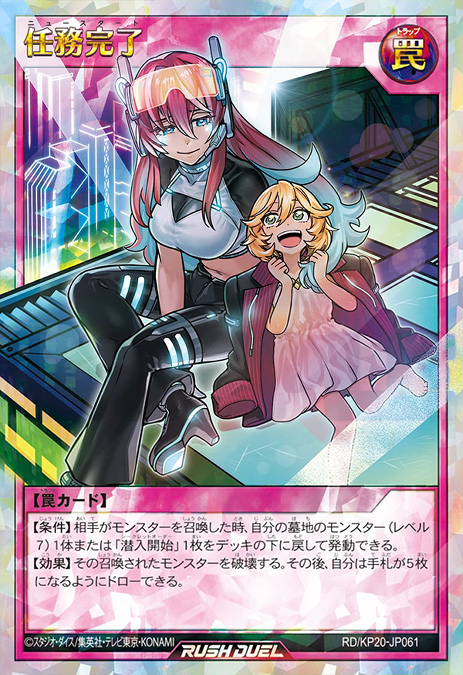 ニュースタート
任務完了
トラップ
罠
【罠カード】
【条件】相手がモンスターを召喚した時、自分の墓地のモンスター(レベル
7)1体または「潜入開始」1枚をデッキの下に戻して発動できる。
【効果】その召喚されたモンスターを破壊する。その後、自分は手札が5枚
になるようにドローできる。
©スタジオ・ダイス/集英社・テレビ東京・KONAMI
RUSH DUEL
RD/KP20-JP061